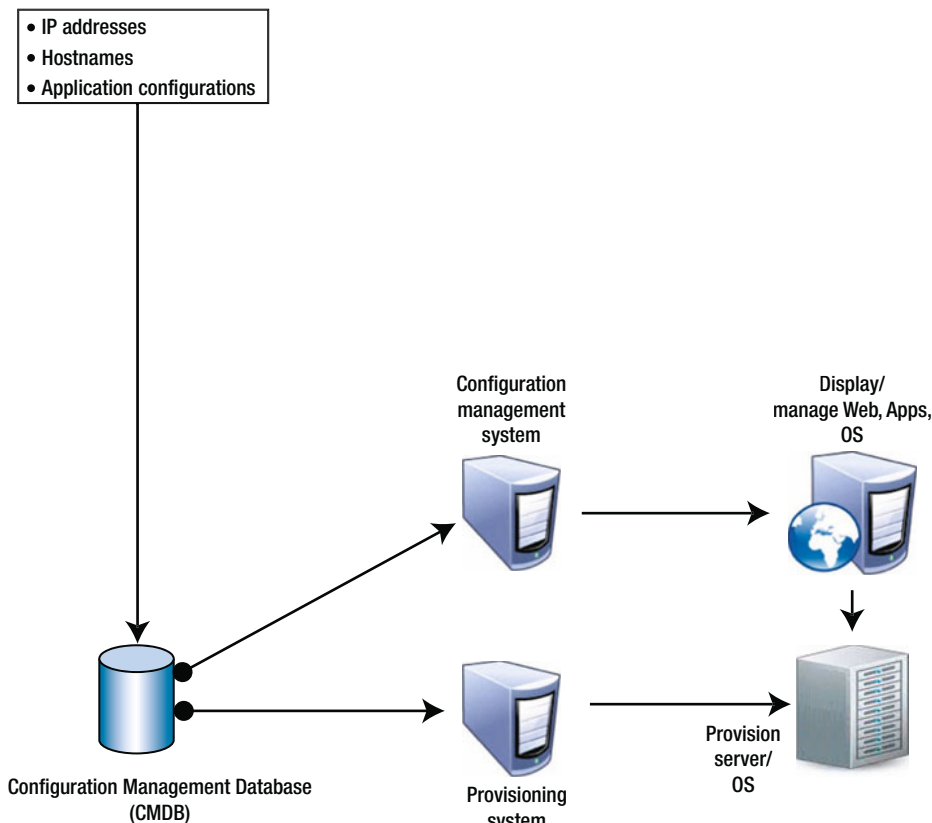 • IP addresses
• Hostnames
• Application configurations
Configuration
management
system
Display/
manage Web, Apps,
OS
Configuration Management Database
(CMDB)
Provisioning
system
Provision
server/
OS